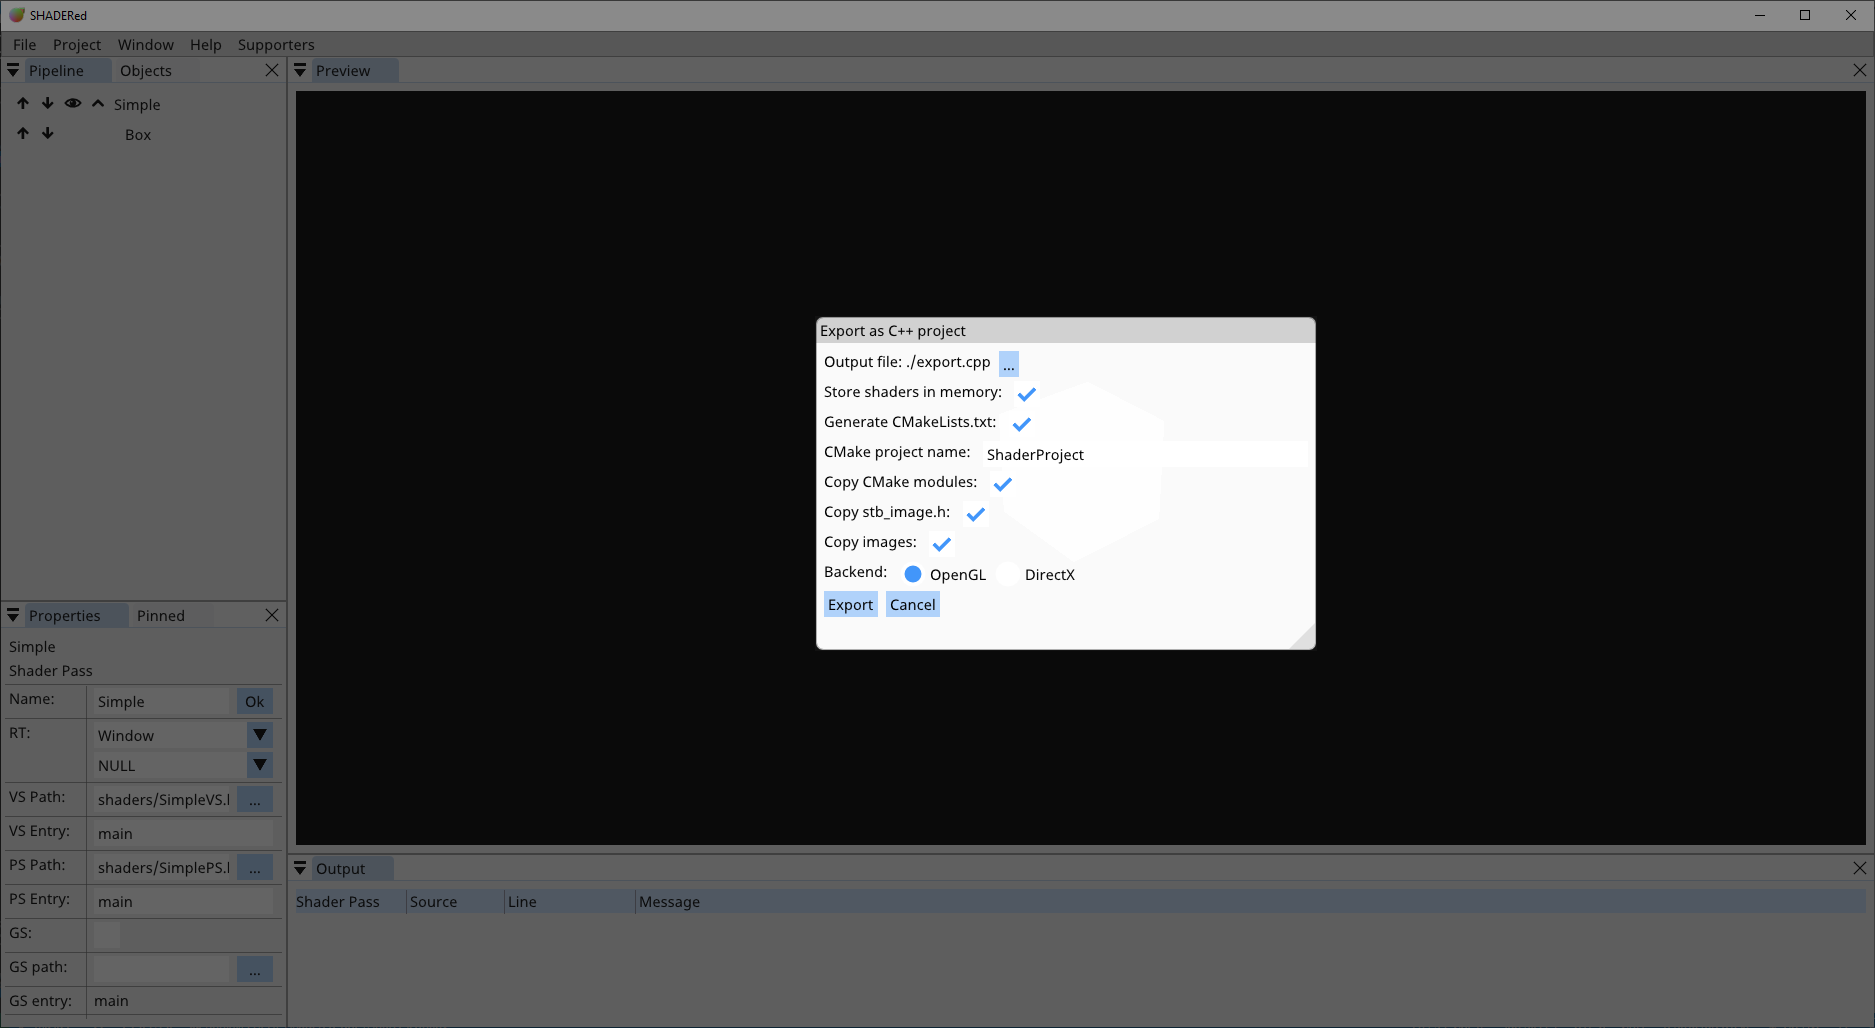 SHADERed
File Project Window Help Supporters
Pipeline Objects
Simple
Box
Preview
Export as C++ project
Output file: ./export.cpp ...
Store shaders in memory:
Generate CMakeLists.txt:
CMake project name: ShaderProject
Copy CMake modules:
Copy stb_image.h:
Copy images:
Backend: OpenGL DirectX
Export Cancel
Properties Pinned
Simple
Shader Pass
Name: Simple Ok
RT: Window
NULL
VS Path: shaders/SimpleVS. ...
VS Entry: main
PS Path: shaders/SimplePS. ...
PS Entry: main
GS:
GS path: ...
GS entry: main
Output
Shader Pass Source Line Message